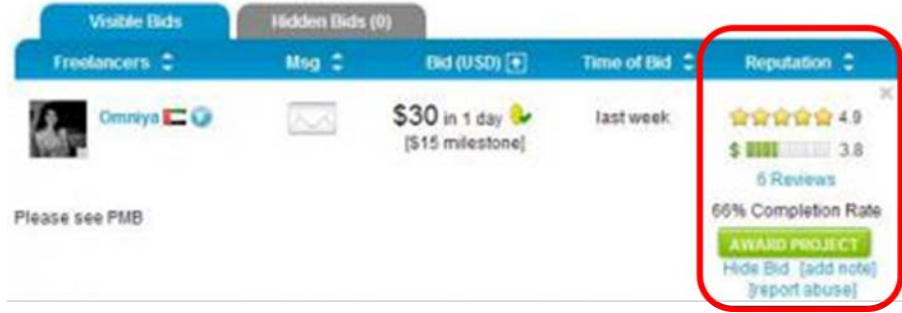 Visible Bids Hidden Bids (0)
Freelancers Msg Bid (USD) Time of Bid Reputation
Omniya $30 in 1 day last week 4.9
[$15 milestone] $ 3.8
6 Reviews
Please see PMB 66% Completion Rate
AWARD PROJECT
Hide Bid [add note]
[report abuse]